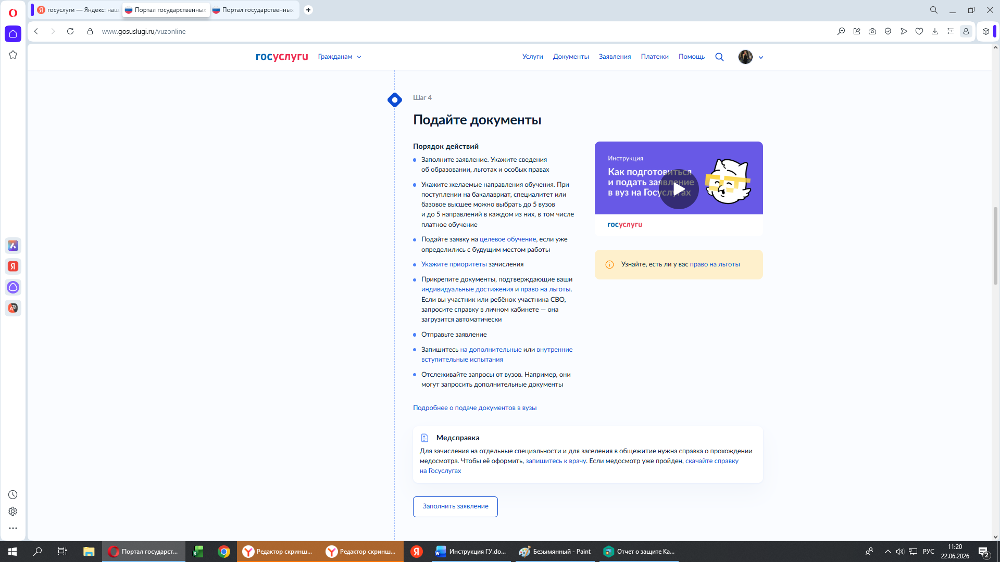 госуслуги — Яндекс: наш
Портал государственных
Портал государственных
www.gosuslugi.ru/vuzonline
госуслуги
Гражданам
Услуги
Документы
Заявления
Платежи
Помощь
Шаг 4
Подайте документы
Порядок действий
Заполните заявление. Укажите сведения
об образовании, льготах и особых правах
Укажите желаемые направления обучения. При
поступлении на бакалавриат, специалитет или
базовое высшее можно выбрать до 5 вузов
и до 5 направлений в каждом из них, в том числе
платное обучение
Подайте заявку на целевое обучение, если уже
определились с будущим местом работы
Укажите приоритеты зачисления
Прикрепите документы, подтверждающие ваши
индивидуальные достижения и право на льготы.
Если вы участник или ребёнок участника СВО,
запросите справку в личном кабинете — она
загрузится автоматически
Отправьте заявление
Запишитесь на дополнительные или внутренние
вступительные испытания
Отслеживайте запросы от вузов. Например, они
могут запросить дополнительные документы
Подробнее о подаче документов в вузы
Инструкция
Как подготовиться
и подать заявление
в вуз на Госуслугах
госуслуги
Узнайте, есть ли у вас право на льготы
Медсправка
Для зачисления на отдельные специальности и для заселения в общежитие нужна справка о прохождении
медосмотра. Чтобы её оформить, запишитесь к врачу. Если медосмотр уже пройден, скачайте справку
на Госуслугах
Заполнить заявление
Портал государст...
Редактор скринш...
Редактор скринш...
Инструкция ГУ.do...
Безымянный - Paint
Отчет о защите Ka...
РУС
11:20
22.06.2026
2